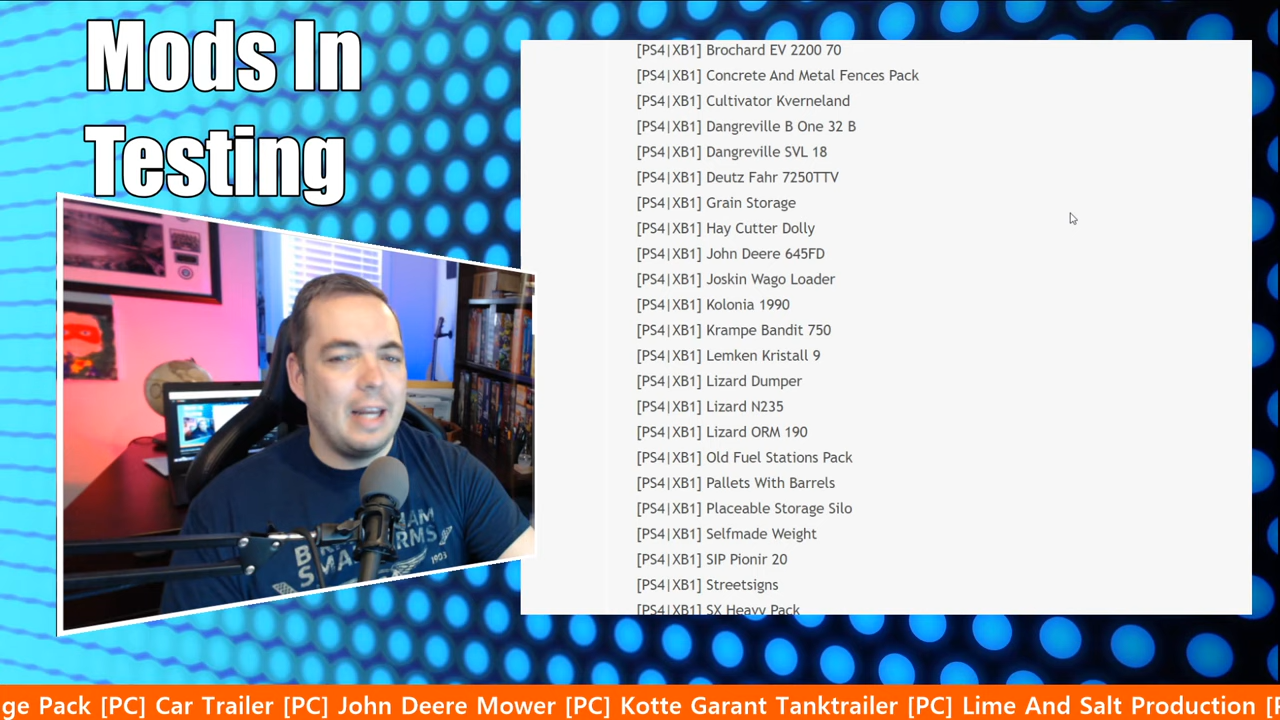 Mods In
Testing
[PS4|XB1] Brochard EV 2200 70
[PS4|XB1] Concrete And Metal Fences Pack
[PS4|XB1] Cultivator Kverneland
[PS4|XB1] Dangreville B One 32 B
[PS4|XB1] Dangreville SVL 18
[PS4|XB1] Deutz Fahr 7250TTV
[PS4|XB1] Grain Storage
[PS4|XB1] Hay Cutter Dolly
[PS4|XB1] John Deere 645FD
[PS4|XB1] Joskin Wago Loader
[PS4|XB1] Kolonia 1990
[PS4|XB1] Krampe Bandit 750
[PS4|XB1] Lemken Kristall 9
[PS4|XB1] Lizard Dumper
[PS4|XB1] Lizard N235
[PS4|XB1] Lizard ORM 190
[PS4|XB1] Old Fuel Stations Pack
[PS4|XB1] Pallets With Barrels
[PS4|XB1] Placeable Storage Silo
[PS4|XB1] Selfmade Weight
[PS4|XB1] SIP Pionir 20
[PS4|XB1] Streetsigns
[PS4|XB1] SX Heavy Pack
1903
ge Pack [PC] Car Trailer [PC] John Deere Mower [PC] Kotte Garant Tanktrailer [PC] Lime And Salt Production [